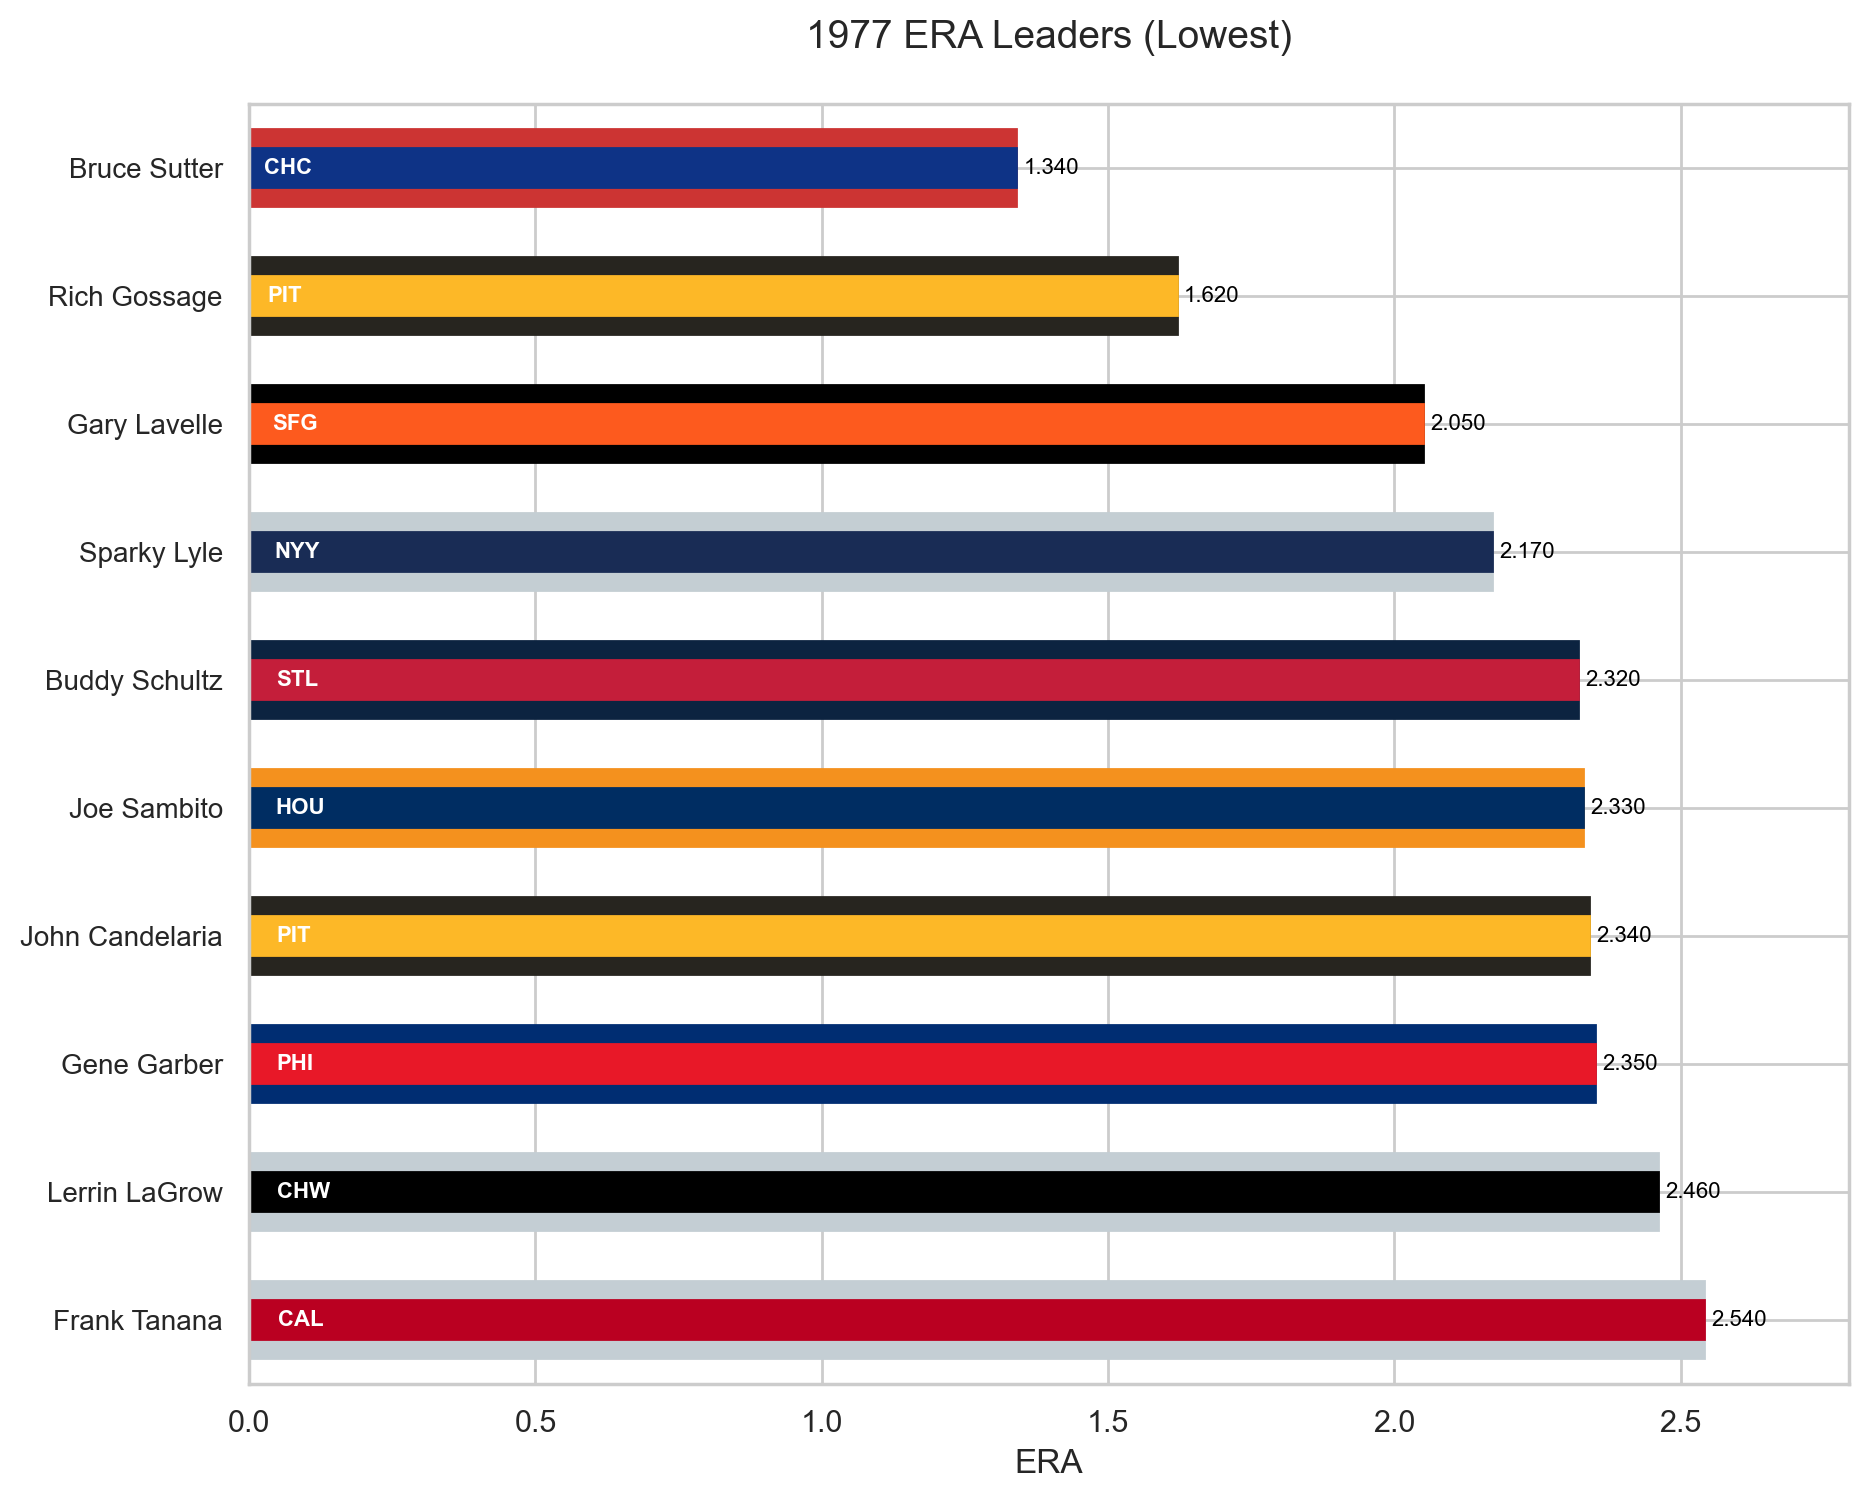 1977 ERA Leaders (Lowest)
Bruce Sutter CHC 1.340
Rich Gossage PIT 1.620
Gary Lavelle SFG 2.050
Sparky Lyle NYY 2.170
Buddy Schultz STL 2.320
Joe Sambito HOU 2.330
John Candelaria PIT 2.340
Gene Garber PHI 2.350
Lerrin LaGrow CHW 2.460
Frank Tanana CAL 2.540
0.0 0.5 1.0 1.5 2.0 2.5
ERA